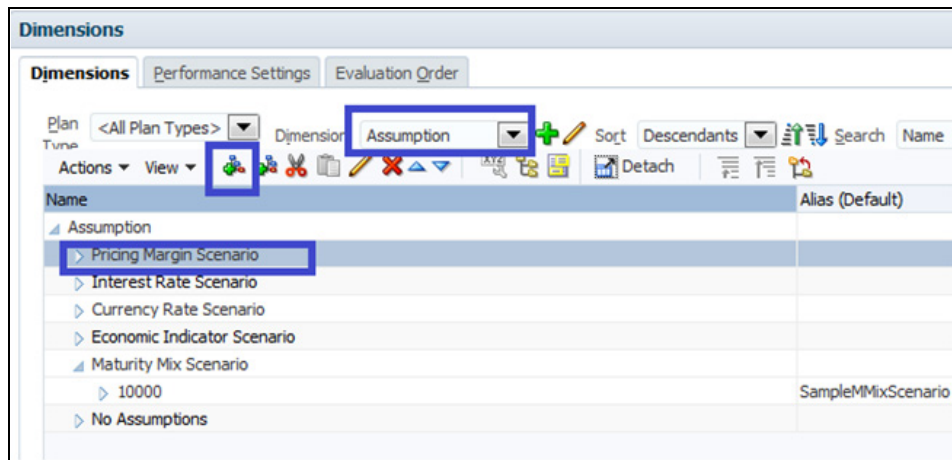 Dimensions
Dimensions Performance Settings Evaluation Order
Plan Type <All Plan Types> Dimension Assumption Sort Descendants Search Name
Actions View Detach
Name Alias (Default)
Assumption
Pricing Margin Scenario
Interest Rate Scenario
Currency Rate Scenario
Economic Indicator Scenario
Maturity Mix Scenario
10000 SampleMMixScenario
No Assumptions